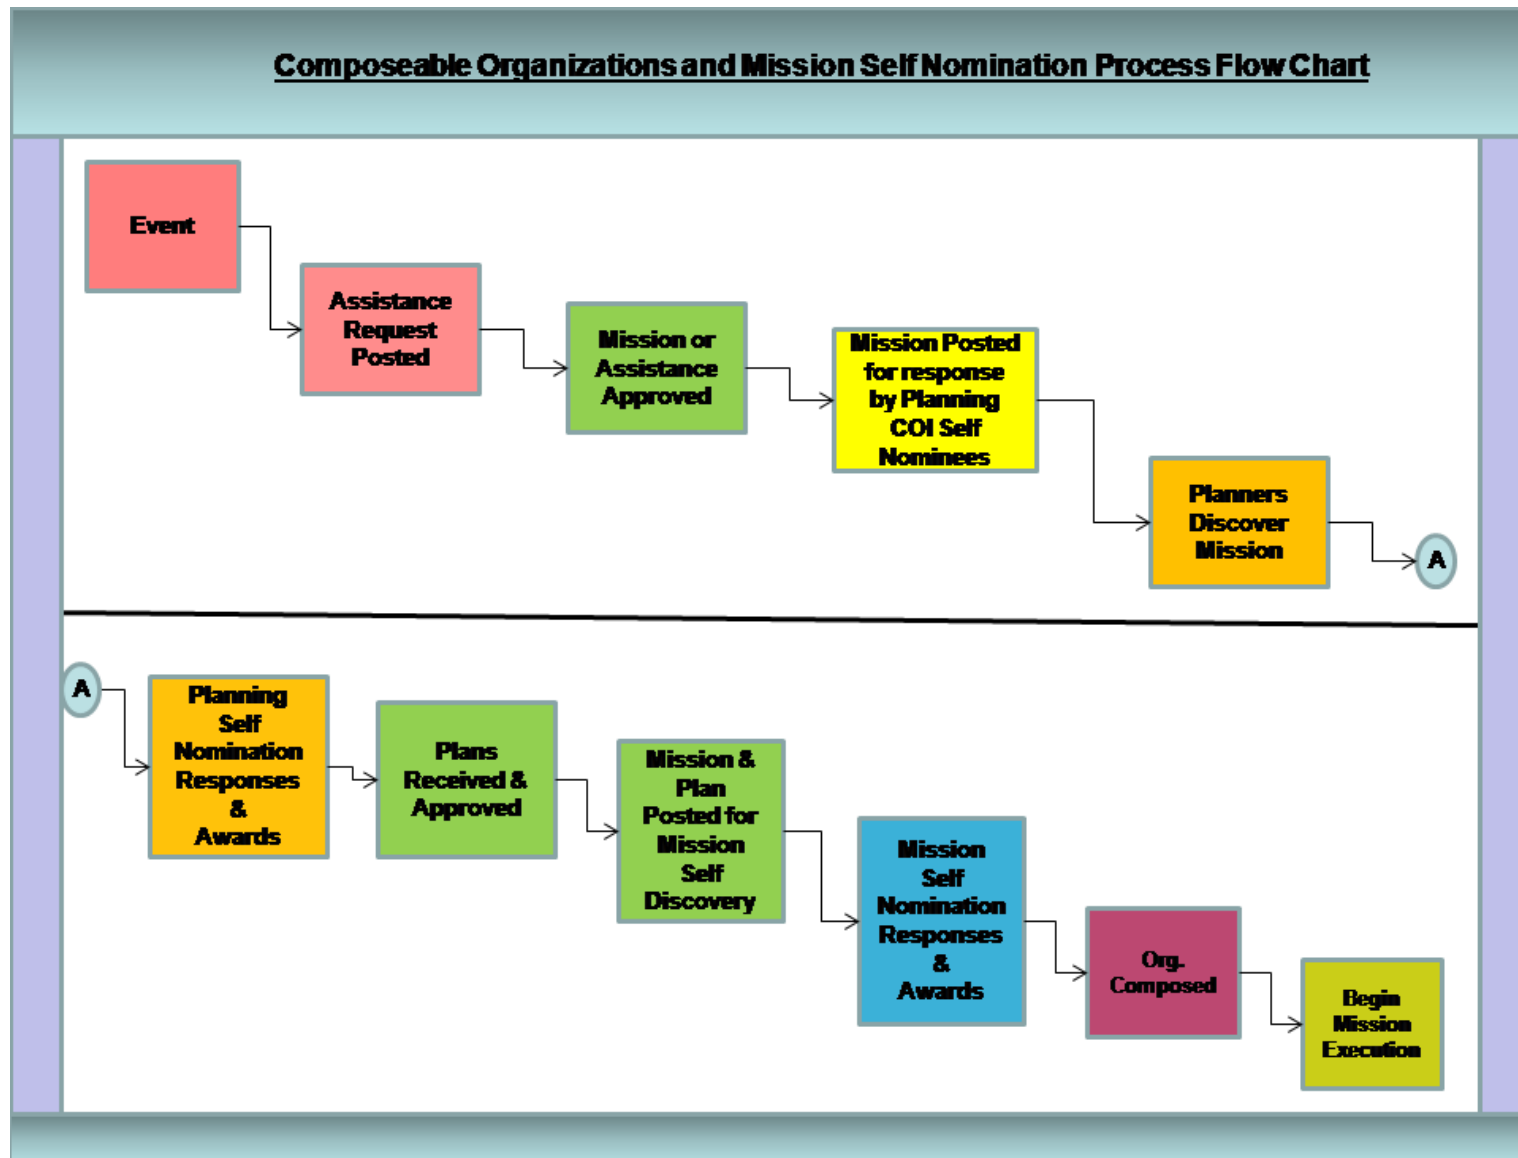 Composeable Organizations and Mission Self Nomination Process Flow Chart
Event
Assistance
Request
Posted
Mission or
Assistance
Approved
Mission Posted
for response
by Planning
COI Self
Nominees
Planners
Discover
Mission
A
A
Planning
Self
Nomination
Responses
&
Awards
Plans
Received &
Approved
Mission &
Plan
Posted for
Mission
Self
Discovery
Mission
Self
Nomination
Responses
&
Awards
Org.
Composed
Begin
Mission
Execution